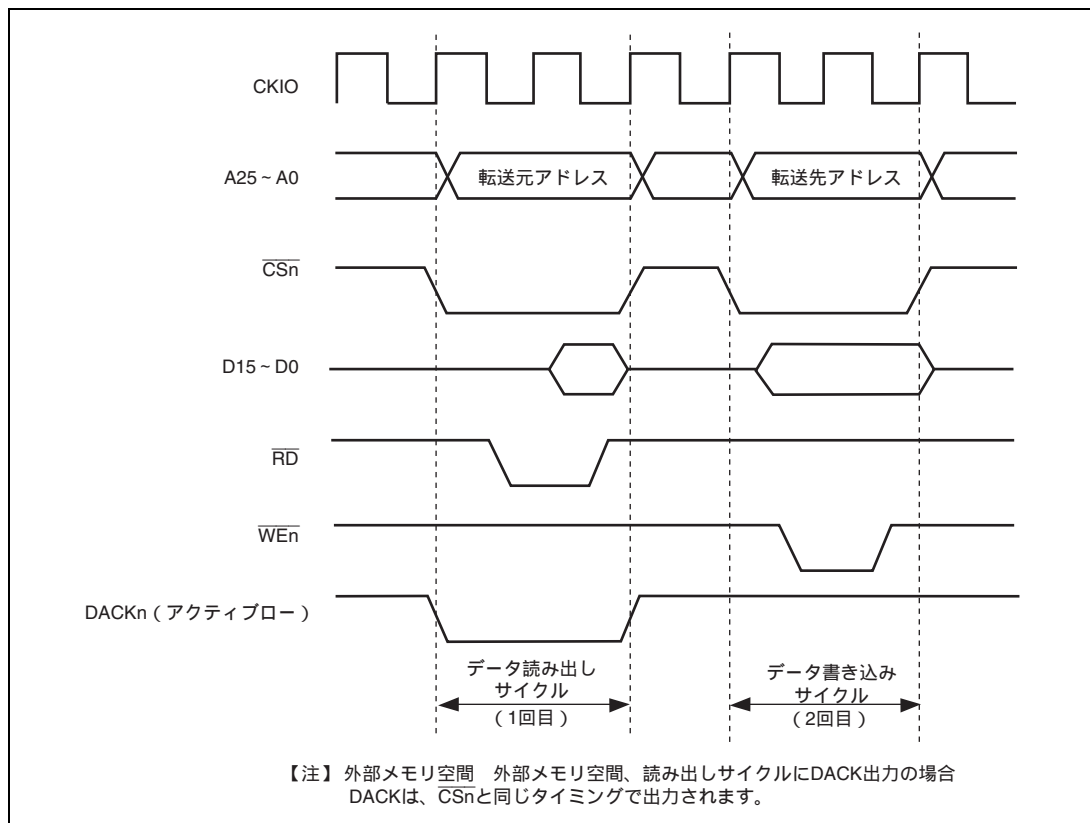 CKIO
A25～A0
転送元アドレス
転送先アドレス
CSn
D15～D0
RD
WEn
DACKn（アクティブロー）
データ読み出し
サイクル
（1回目）
データ書き込み
サイクル
（2回目）
【注】外部メモリ空間　外部メモリ空間、読み出しサイクルにDACK出力の場合
DACKは、CSnと同じタイミングで出力されます。